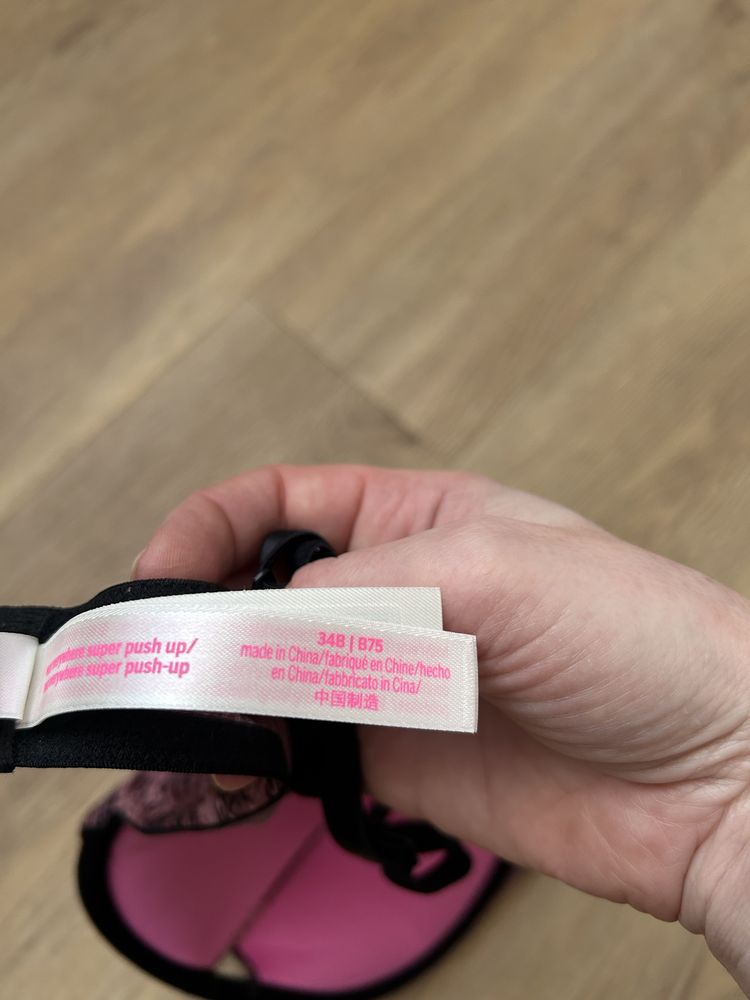 super push up/
super push-up
34B | B75
made in China/fabriqué en Chine/hecho
en China/fabbricato in Cina/
中国制造